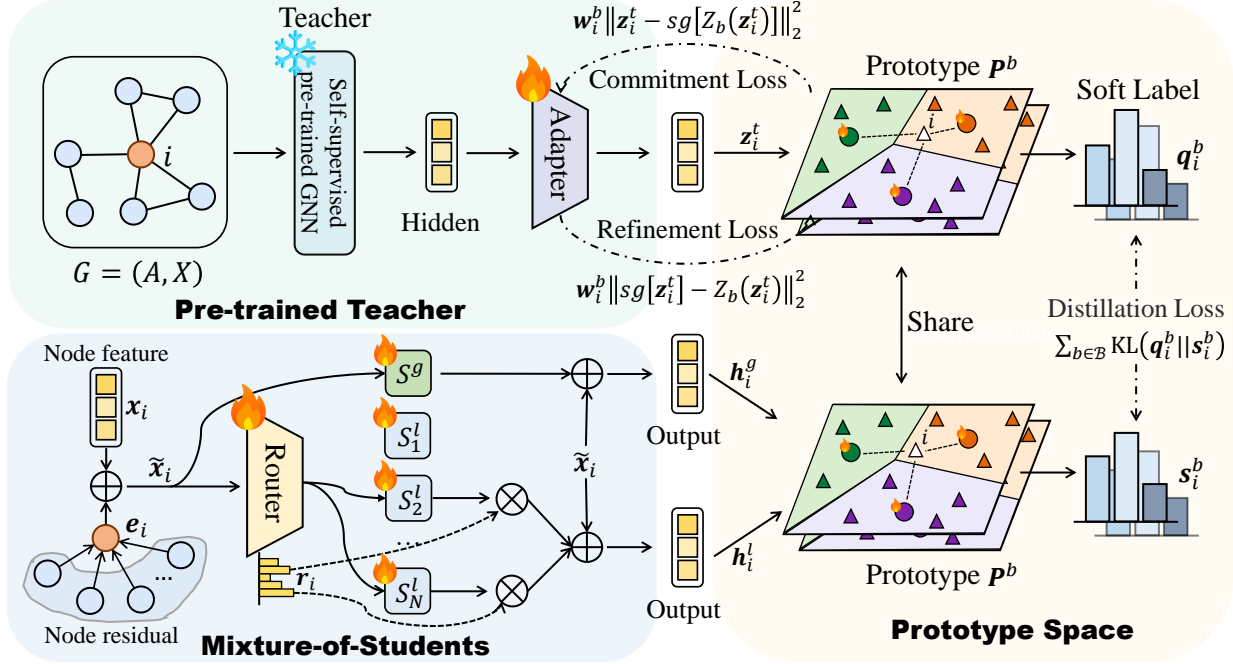 Teacher
Self-supervised
pre-trained GNN
i
G = (A, X)
Hidden
Adapter
w_i^b ‖z_i^t − sg[Z_b(z_i^t)]‖_2^2
Commitment Loss
z_i^t
Refinement Loss
w_i^b ‖sg[z_i^t] − Z_b(z_i^t)‖_2^2
Pre-trained Teacher
Prototype P^b
i
Soft Label
q_i^b
Share
Distillation Loss
∑_{b∈ℬ} KL(q_i^b||s_i^b)
Node feature
x_i
x̃_i
e_i
...
Node residual
Router
r_i
S^g
S_1^l
S_2^l
...
S_N^l
x̃_i
Mixture-of-Students
Output
h_i^g
Output
h_i^l
i
Prototype P^b
s_i^b
Prototype Space